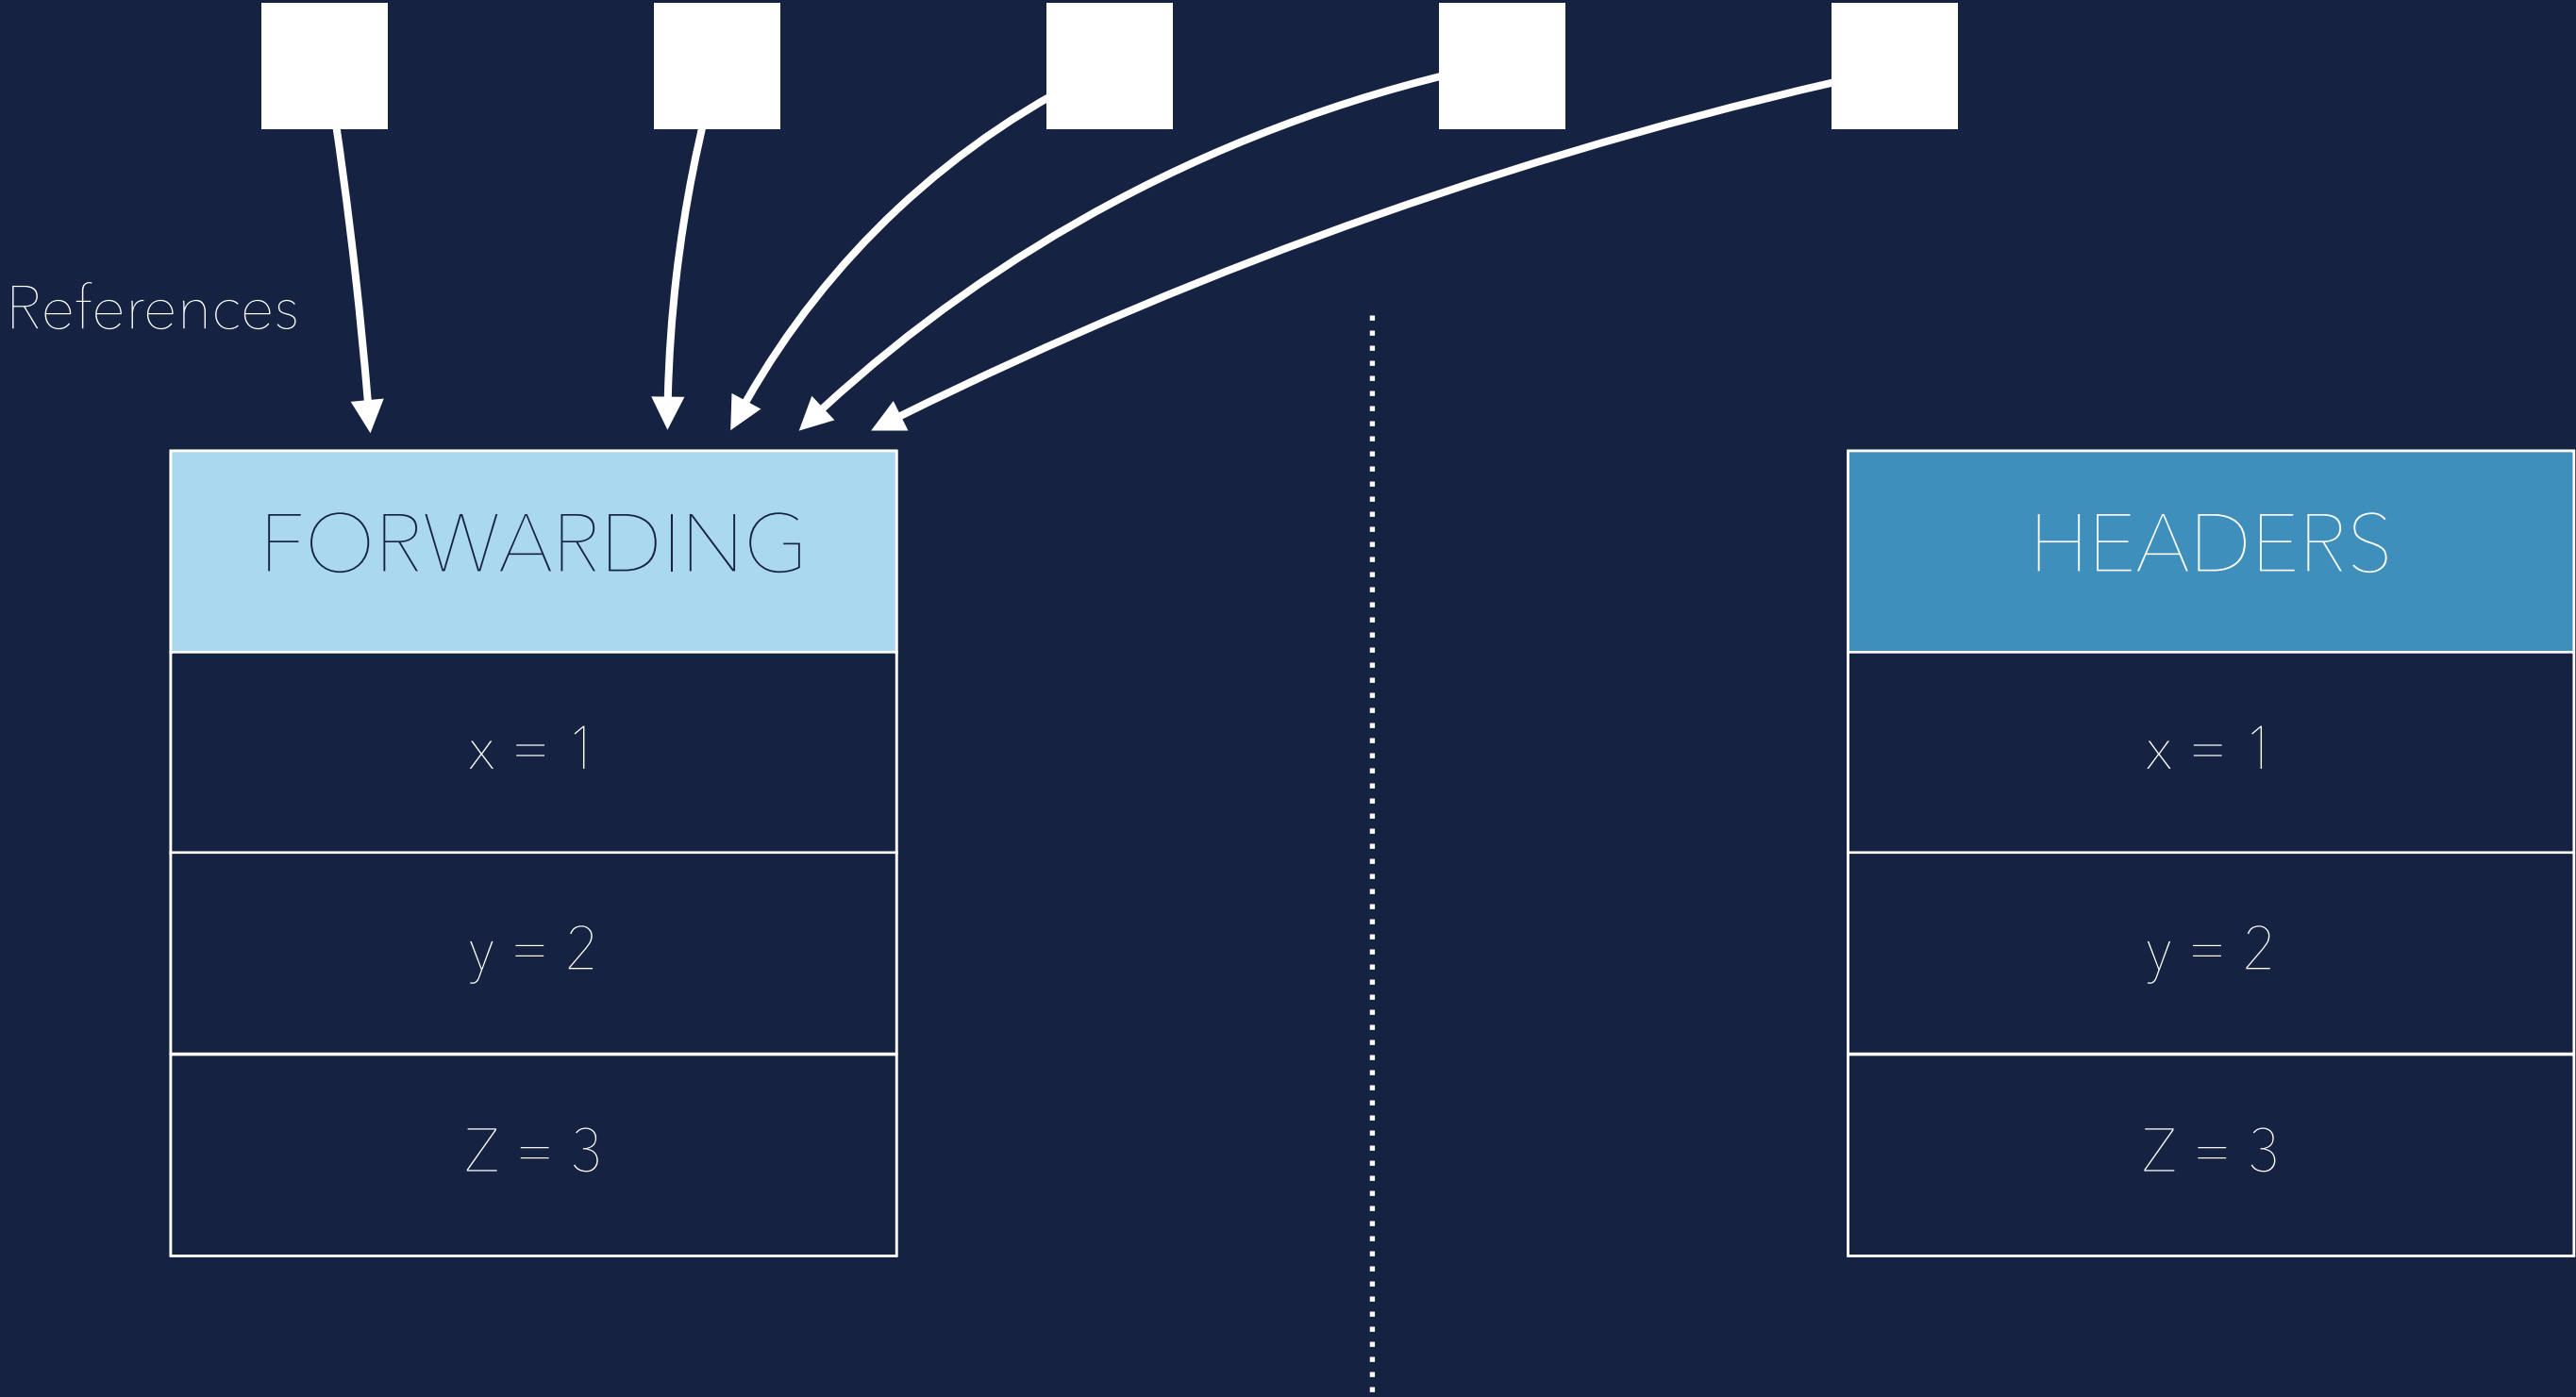 References
FORWARDING
x = 1
y = 2
Z = 3
HEADERS
x = 1
y = 2
Z = 3